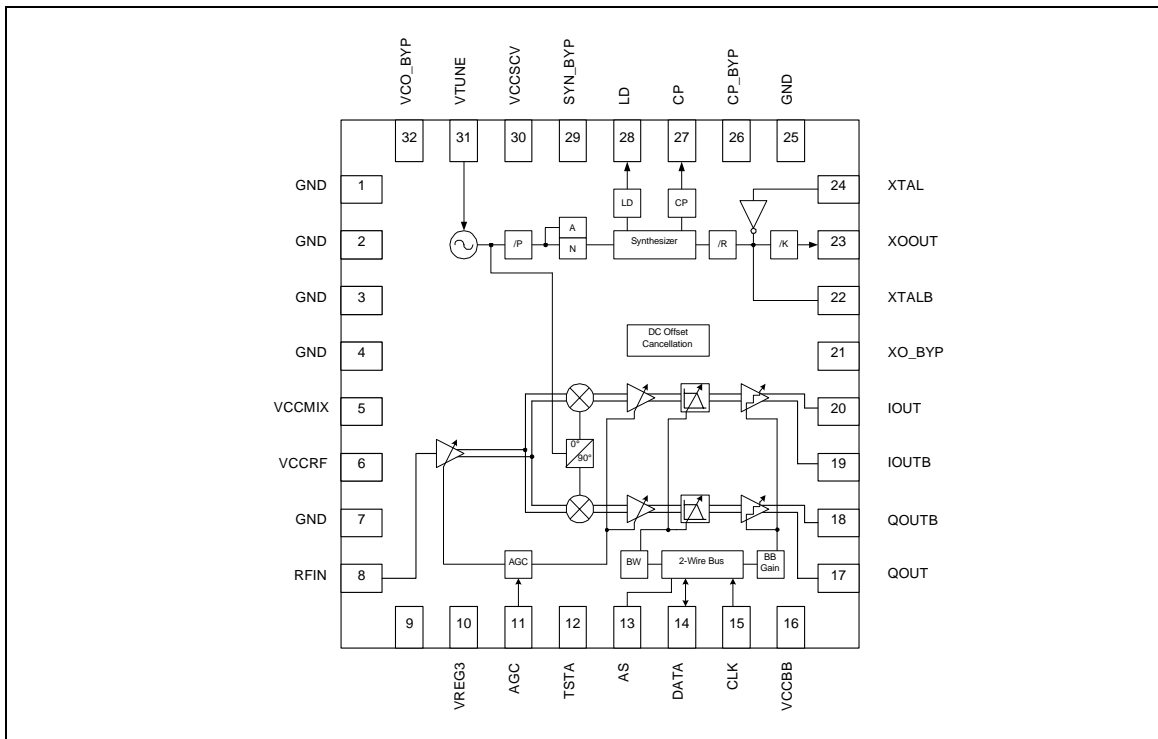 VCO_BYP
VTUNE
VCCSCV
SYN_BYP
LD
CP
CP_BYP
GND
32
31
30
29
28
27
26
25
GND 1
24 XTAL
LD
CP
GND 2
/P
A
N
Synthesizer
/R
/K
23 XOOUT
GND 3
22 XTALB
DC Offset
Cancellation
GND 4
21 XO_BYP
VCCMIX 5
20 IOUT
0°
90°
VCCRF 6
19 IOUTB
GND 7
18 QOUTB
RFIN 8
AGC
BW
2-Wire Bus
BB
Gain
17 QOUT
9
10
11
12
13
14
15
16
VREG3
AGC
TSTA
AS
DATA
CLK
VCCBB